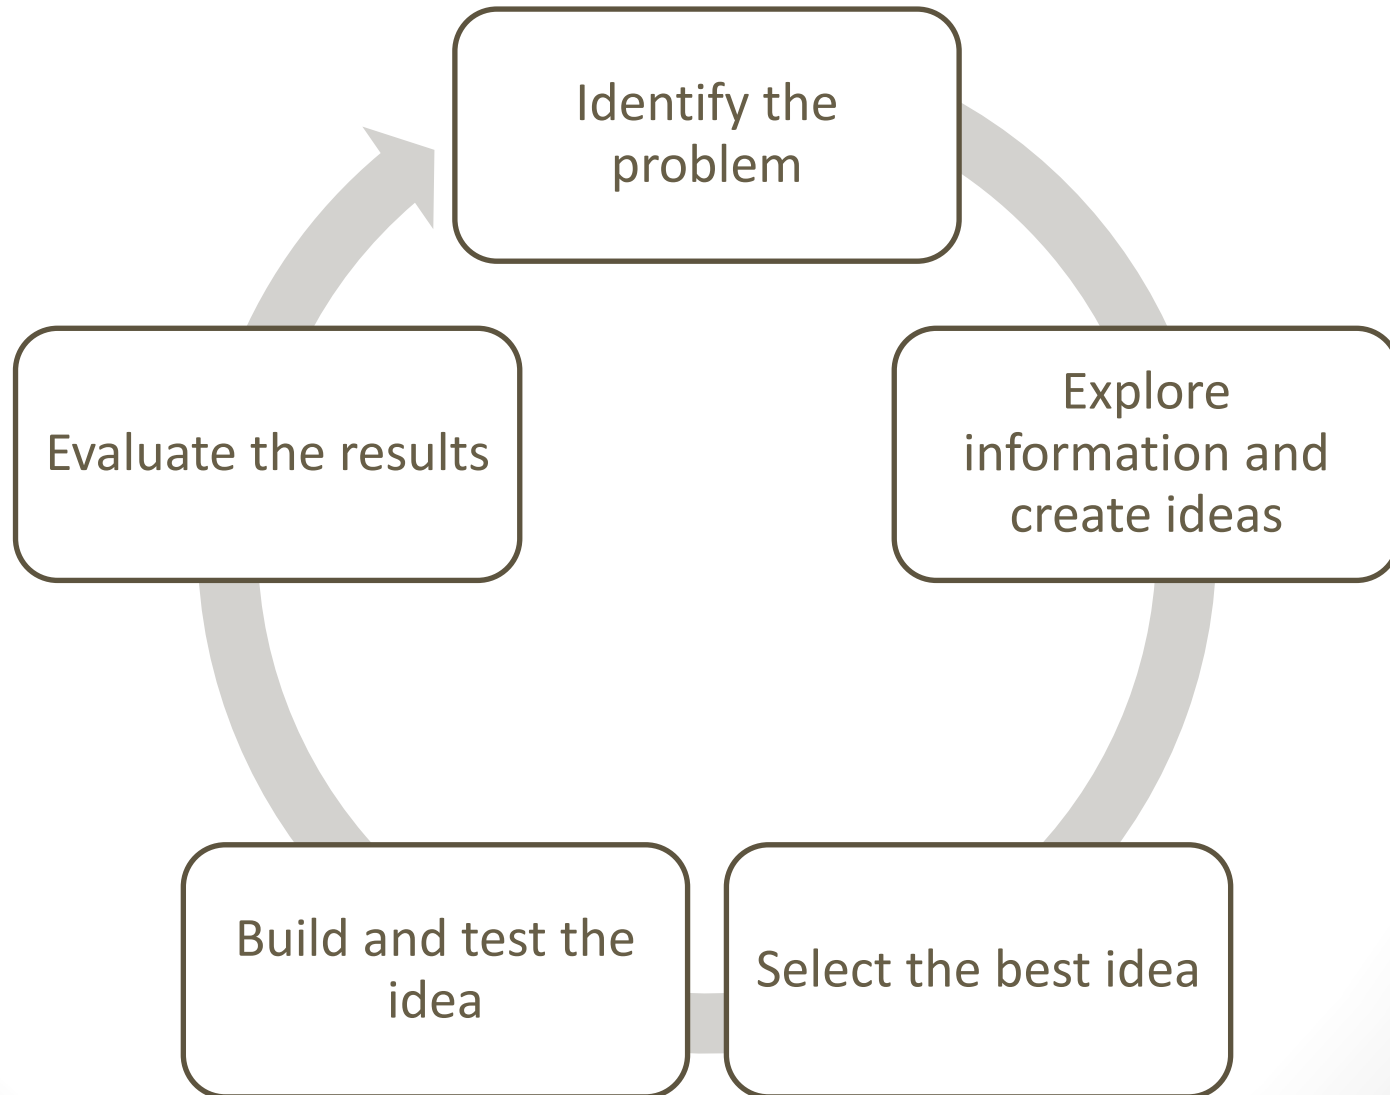 Identify the
problem
Explore
information and
create ideas
Select the best idea
Build and test the
idea
Evaluate the results